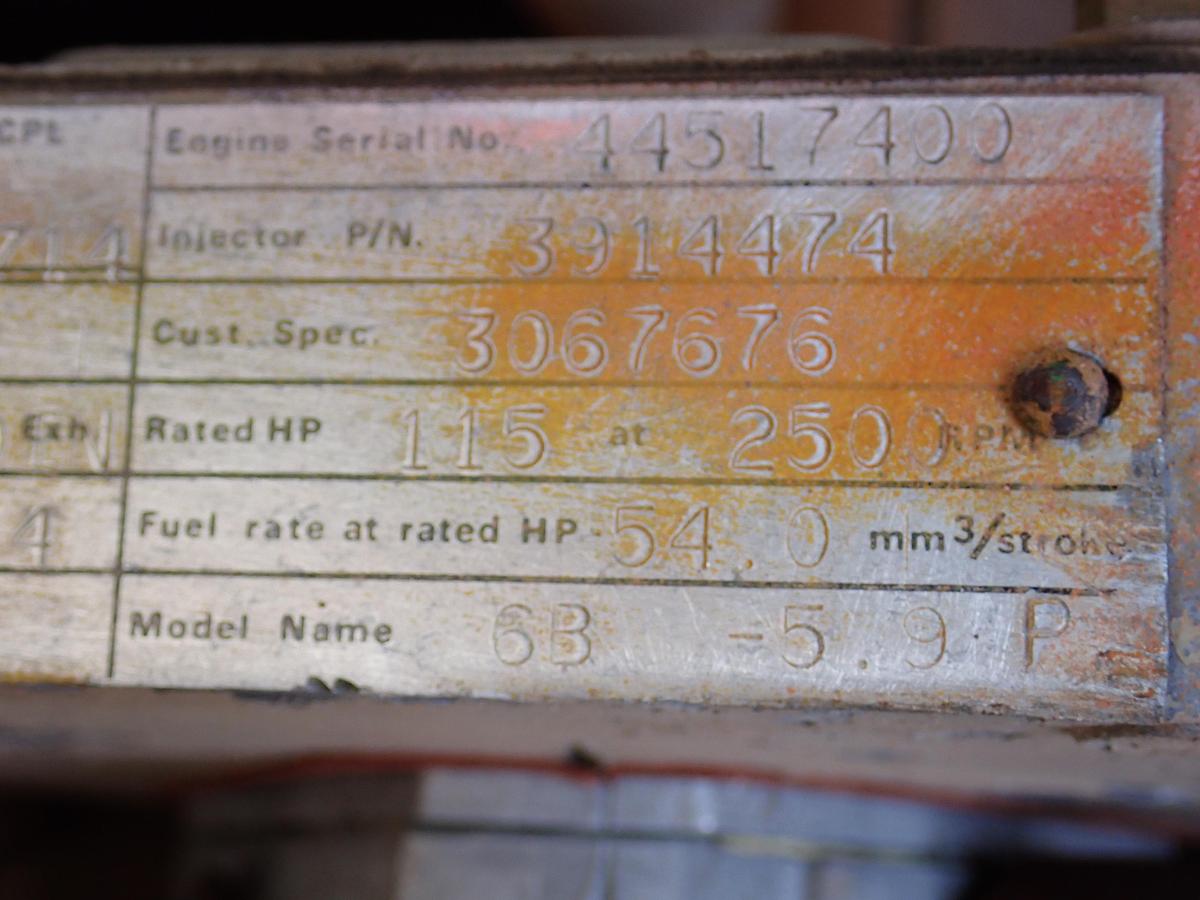 CPL
Engine Serial No. 44517400
714
Injector P/N. 3914474
Cust. Spec. 3067676
Exh
Rated HP 115 at 2500 RPM
4
Fuel rate at rated HP 54.0 mm³/stroke
Model Name 6B -5.9 P